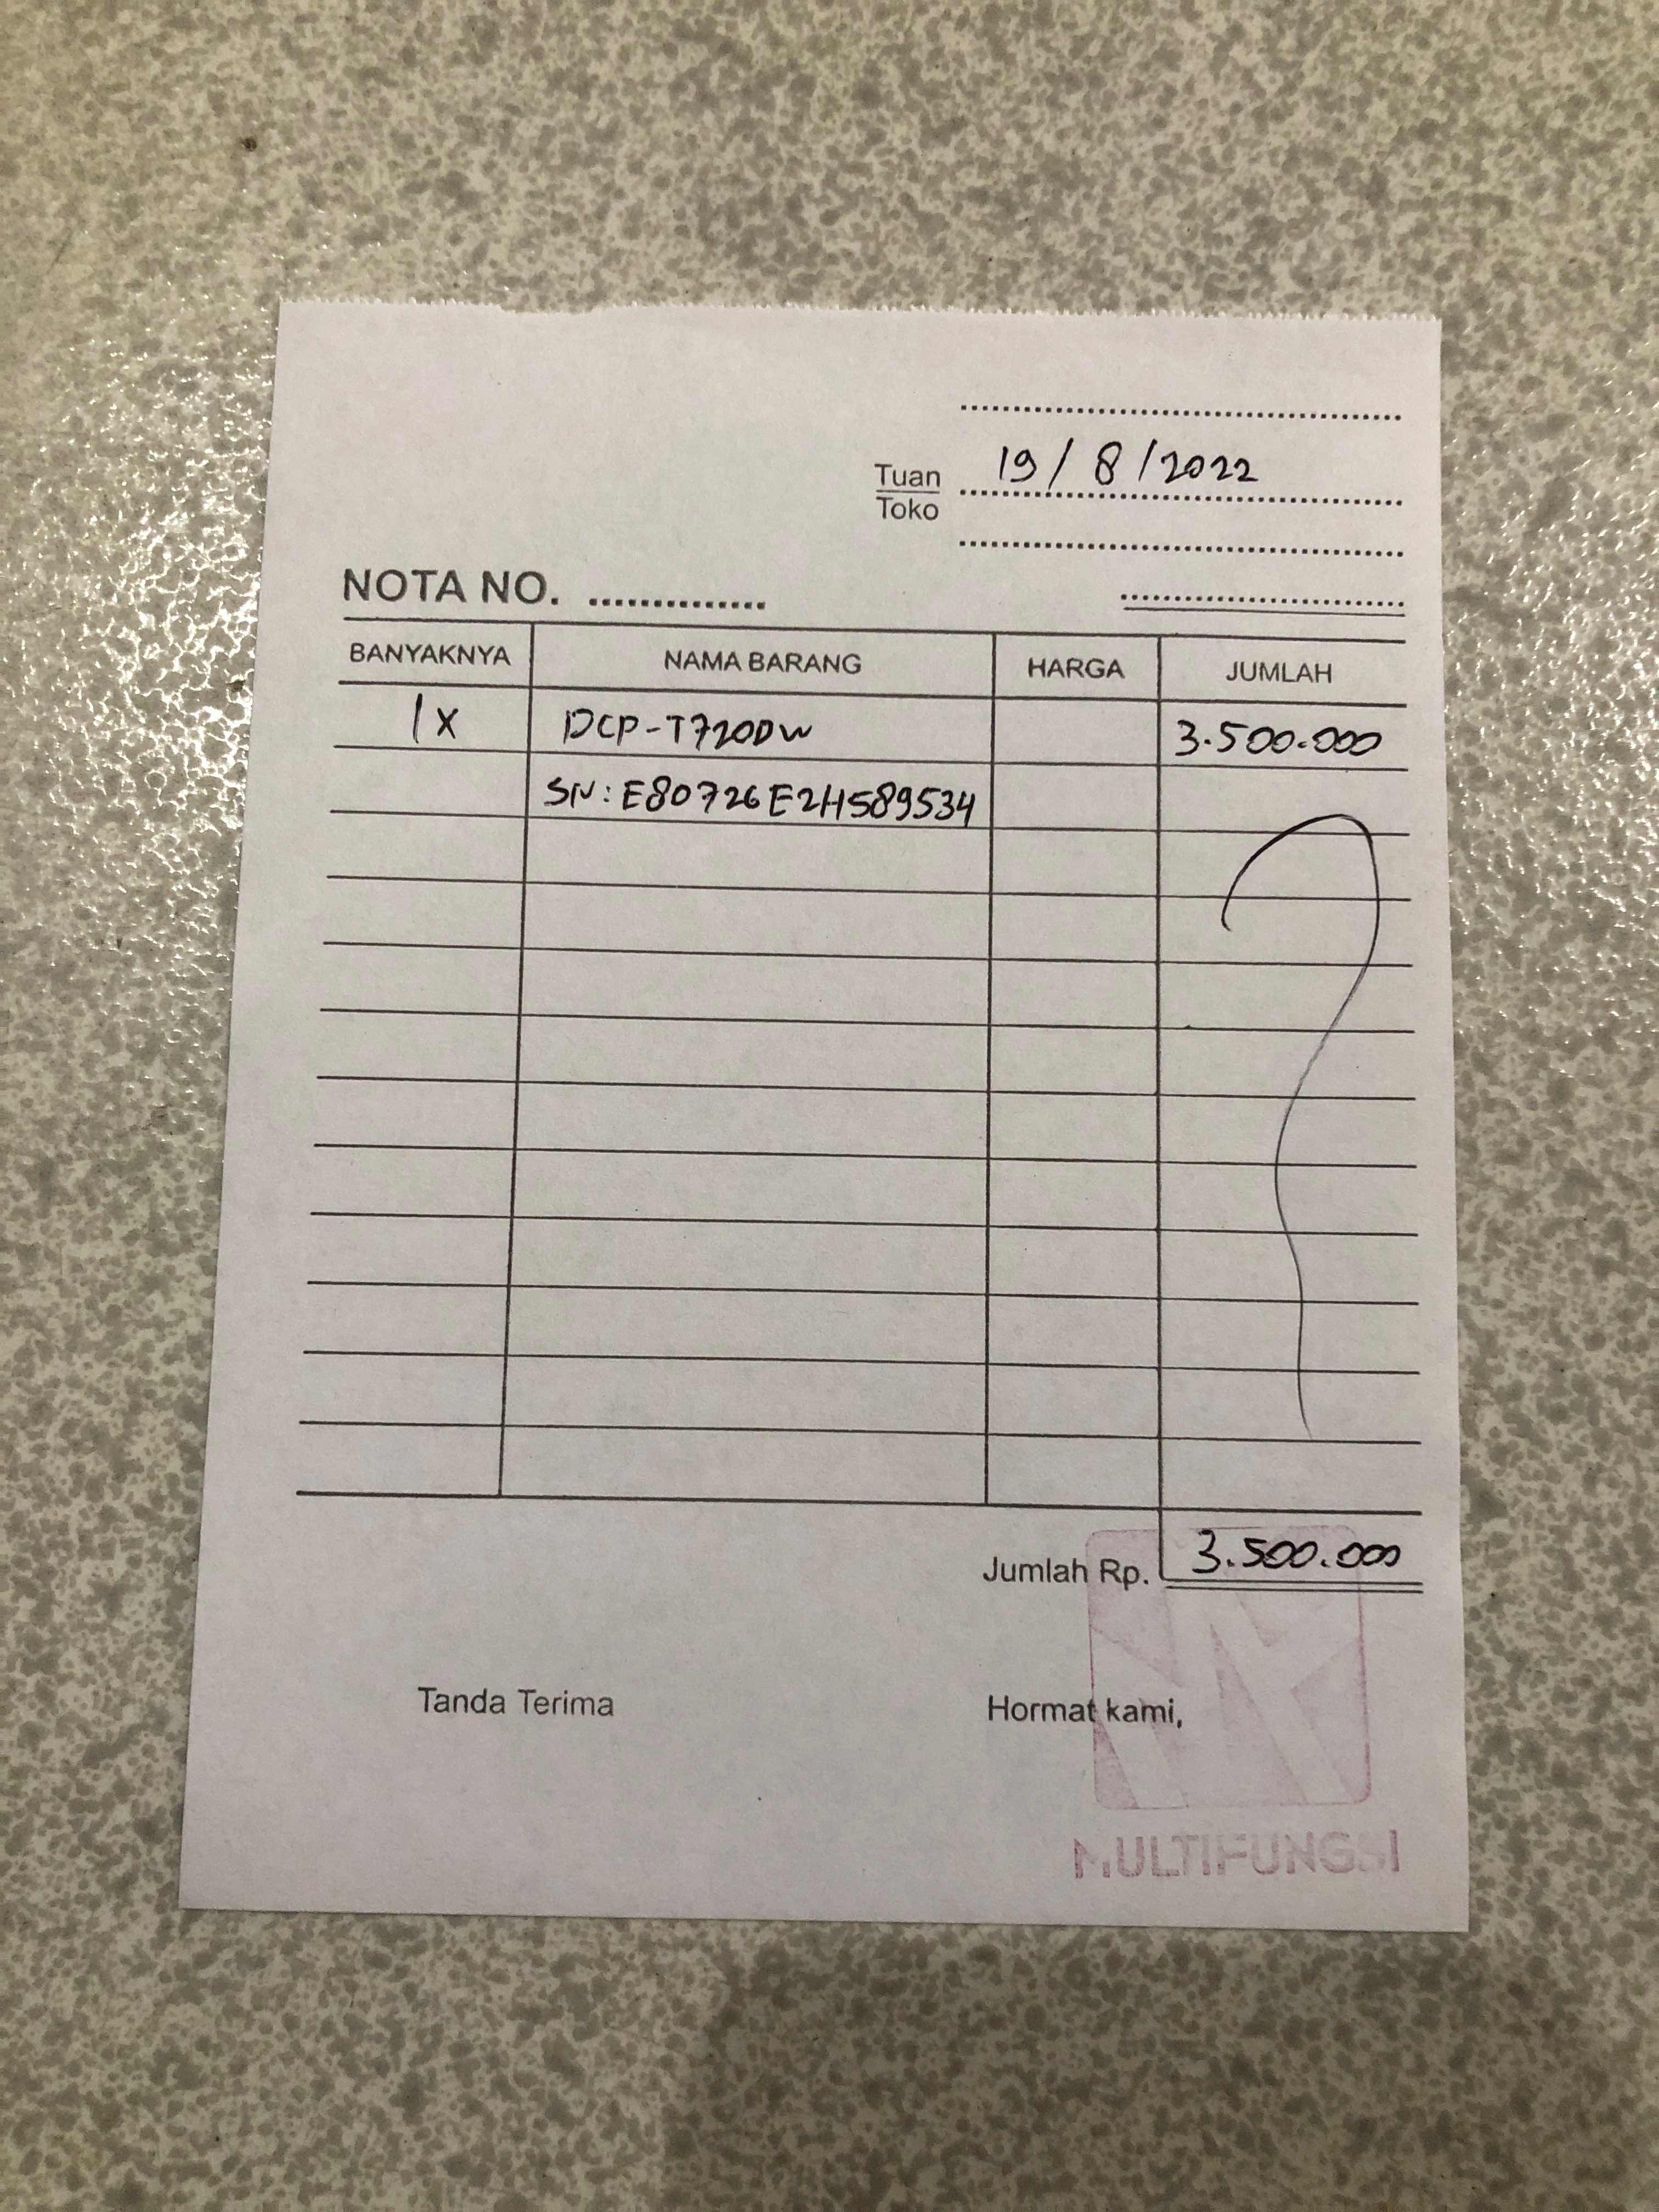 19/8/2022
Tuan
Toko
NOTA NO.
BANYAKNYA NAMA BARANG HARGA JUMLAH
1x DCP-T720DW 3.500.000
SN: E80726E2H589534
Jumlah Rp. 3.500.000
Tanda Terima Hormat kami,
MULTIFUNGSI